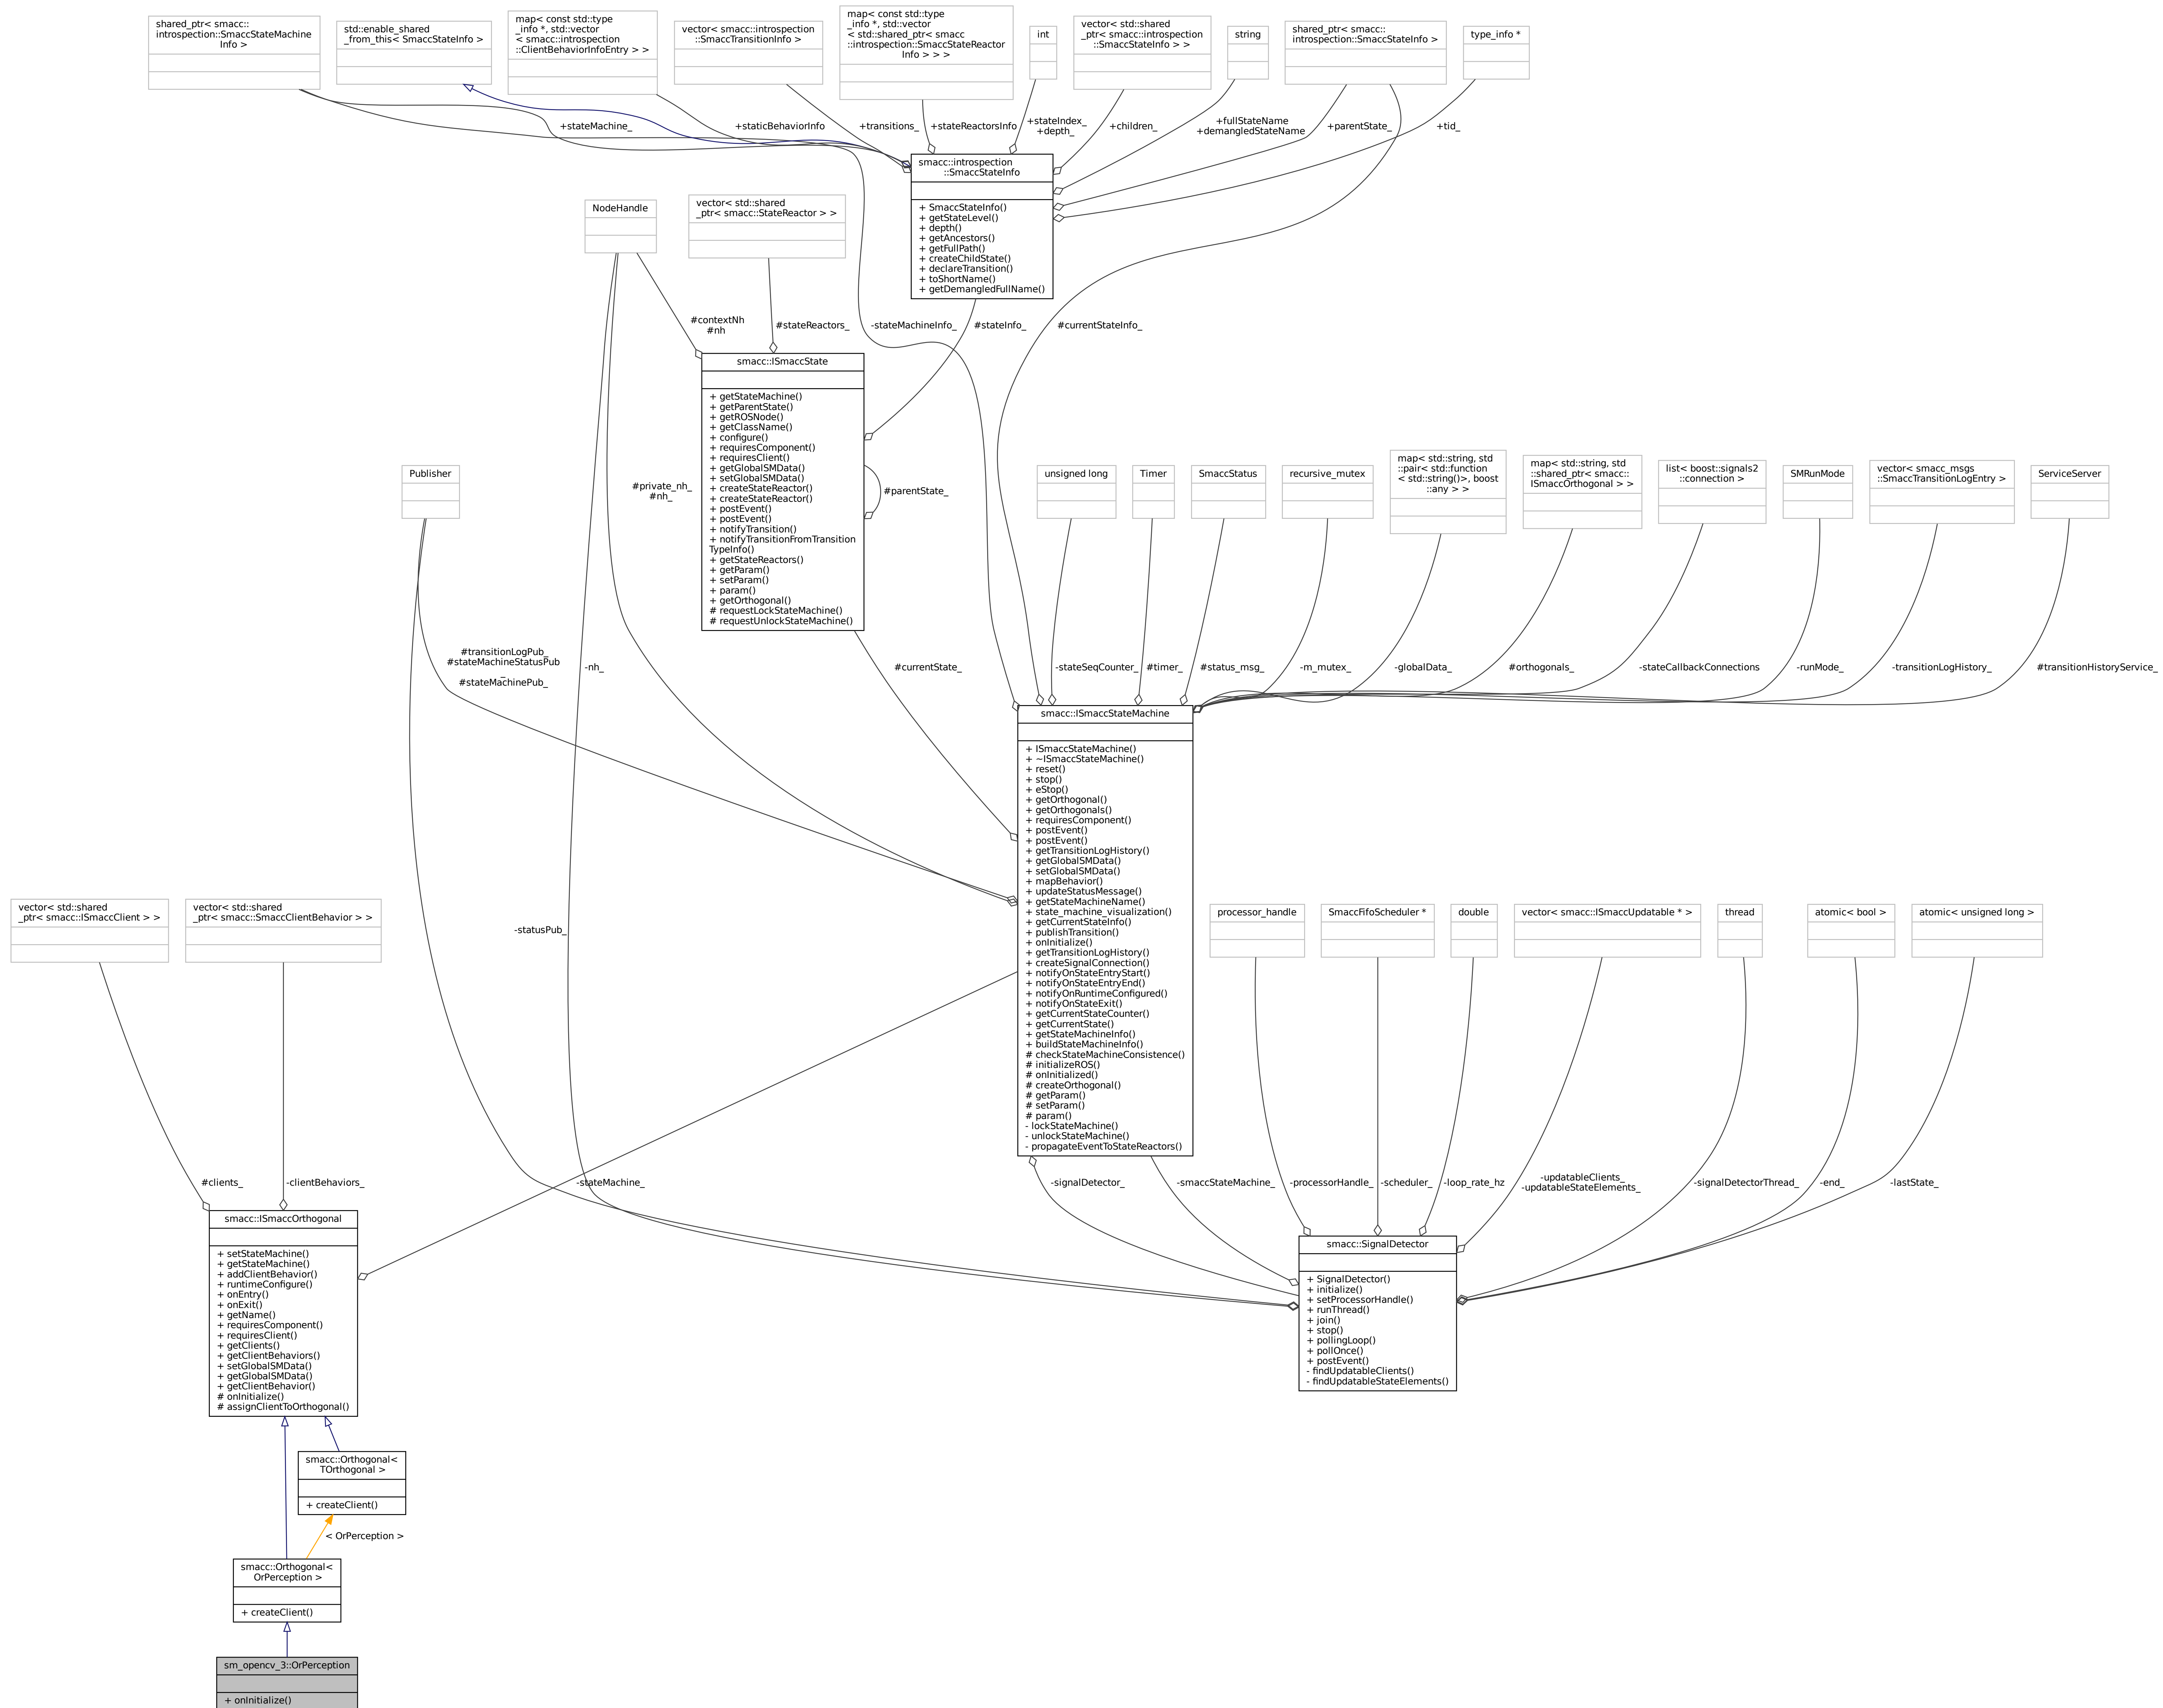 shared_ptr< smacc::
introspection::SmaccStateMachine
Info >
std::enable_shared
_from_this< SmaccStateInfo >
map< const std::type
_info *, std::vector
< smacc::introspection
::ClientBehaviorInfoEntry > >
vector< smacc::introspection
::SmaccTransitionInfo >
map< const std::type
_info *, std::vector
< std::shared_ptr< smacc
::introspection::SmaccStateReactor
Info > > >
int
vector< std::shared
_ptr< smacc::introspection
::SmaccStateInfo > >
string
shared_ptr< smacc::
introspection::SmaccStateInfo >
type_info *
+stateMachine_
+staticBehaviorInfo
+transitions_
+stateReactorsInfo
+stateIndex_
+depth_
+children_
+fullStateName
+demangledStateName
+parentState_
+tid_
smacc::introspection
::SmaccStateInfo
+ SmaccStateInfo()
+ getStateLevel()
+ depth()
+ getAncestors()
+ getFullPath()
+ createChildState()
+ declareTransition()
+ toShortName()
+ getDemangledFullName()
NodeHandle
vector< std::shared
_ptr< smacc::StateReactor > >
#contextNh
#nh
#stateReactors_
-stateMachineInfo_
#stateInfo_
#currentStateInfo_
smacc::ISmaccState
+ getStateMachine()
+ getParentState()
+ getROSNode()
+ getClassName()
+ configure()
+ requiresComponent()
+ requiresClient()
+ getGlobalSMData()
+ setGlobalSMData()
+ createStateReactor()
+ createStateReactor()
+ postEvent()
+ postEvent()
+ notifyTransition()
+ notifyTransitionFromTransition
TypeInfo()
+ getStateReactors()
+ getParam()
+ setParam()
+ param()
+ getOrthogonal()
# requestLockStateMachine()
# requestUnlockStateMachine()
#parentState_
Publisher
#private_nh_
#nh_
unsigned long
Timer
SmaccStatus
recursive_mutex
map< std::string, std
::pair< std::function
< std::string()>, boost
::any > >
map< std::string, std
::shared_ptr< smacc::
ISmaccOrthogonal > >
list< boost::signals2
::connection >
SMRunMode
vector< smacc_msgs
::SmaccTransitionLogEntry >
ServiceServer
#transitionLogPub_
#stateMachineStatusPub
_
#stateMachinePub_
-nh_
#currentState_
-stateSeqCounter_
#timer_
#status_msg_
-m_mutex_
-globalData_
#orthogonals_
-stateCallbackConnections
-runMode_
-transitionLogHistory_
#transitionHistoryService_
smacc::ISmaccStateMachine
+ ISmaccStateMachine()
+ ~ISmaccStateMachine()
+ reset()
+ stop()
+ eStop()
+ getOrthogonal()
+ getOrthogonals()
+ requiresComponent()
+ postEvent()
+ postEvent()
+ getTransitionLogHistory()
+ getGlobalSMData()
+ setGlobalSMData()
+ mapBehavior()
+ updateStatusMessage()
+ getStateMachineName()
+ state_machine_visualization()
+ getCurrentStateInfo()
+ publishTransition()
+ onInitialize()
+ getTransitionLogHistory()
+ createSignalConnection()
+ notifyOnStateEntryStart()
+ notifyOnStateEntryEnd()
+ notifyOnRuntimeConfigured()
+ notifyOnStateExit()
+ getCurrentStateCounter()
+ getCurrentState()
+ getStateMachineInfo()
+ buildStateMachineInfo()
# checkStateMachineConsistence()
# initializeROS()
# onInitialized()
# createOrthogonal()
# getParam()
# setParam()
# param()
- lockStateMachine()
- unlockStateMachine()
- propagateEventToStateReactors()
vector< std::shared
_ptr< smacc::ISmaccClient > >
vector< std::shared
_ptr< smacc::SmaccClientBehavior > >
-statusPub_
processor_handle
SmaccFifoScheduler *
double
vector< smacc::ISmaccUpdatable * >
thread
atomic< bool >
atomic< unsigned long >
#clients_
-clientBehaviors_
-stateMachine_
-signalDetector_
-smaccStateMachine_
-processorHandle_
-scheduler_
-loop_rate_hz
-updatableClients_
-updatableStateElements_
-signalDetectorThread_
-end_
-lastState_
smacc::ISmaccOrthogonal
+ setStateMachine()
+ getStateMachine()
+ addClientBehavior()
+ runtimeConfigure()
+ onEntry()
+ onExit()
+ getName()
+ requiresComponent()
+ requiresClient()
+ getClients()
+ getClientBehaviors()
+ setGlobalSMData()
+ getGlobalSMData()
+ getClientBehavior()
# onInitialize()
# assignClientToOrthogonal()
smacc::SignalDetector
+ SignalDetector()
+ initialize()
+ setProcessorHandle()
+ runThread()
+ join()
+ stop()
+ pollingLoop()
+ pollOnce()
+ postEvent()
- findUpdatableClients()
- findUpdatableStateElements()
smacc::Orthogonal<
TOrthogonal >
+ createClient()
< OrPerception >
smacc::Orthogonal<
OrPerception >
+ createClient()
sm_opencv_3::OrPerception
+ onInitialize()